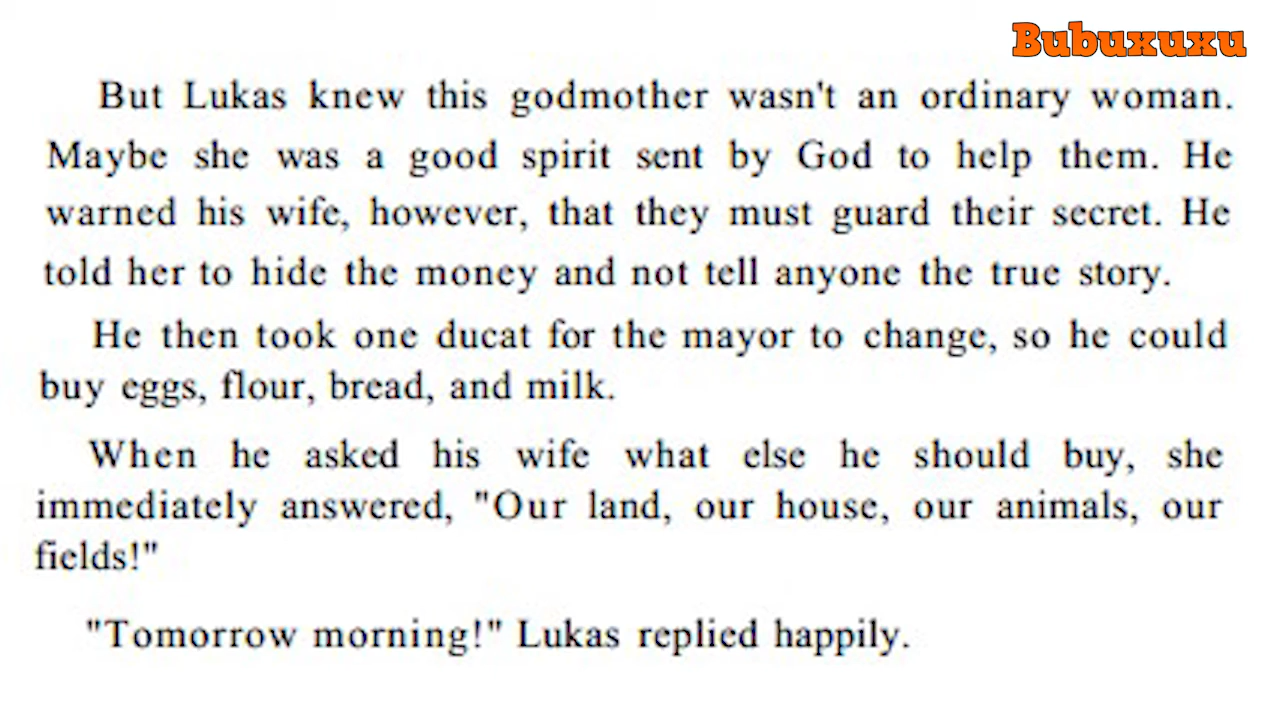 Bubuxuxu
But Lukas knew this godmother wasn't an ordinary woman.
Maybe she was a good spirit sent by God to help them. He
warned his wife, however, that they must guard their secret. He
told her to hide the money and not tell anyone the true story.
He then took one ducat for the mayor to change, so he could
buy eggs, flour, bread, and milk.
When he asked his wife what else he should buy, she
immediately answered, "Our land, our house, our animals, our
fields!"
"Tomorrow morning!" Lukas replied happily.